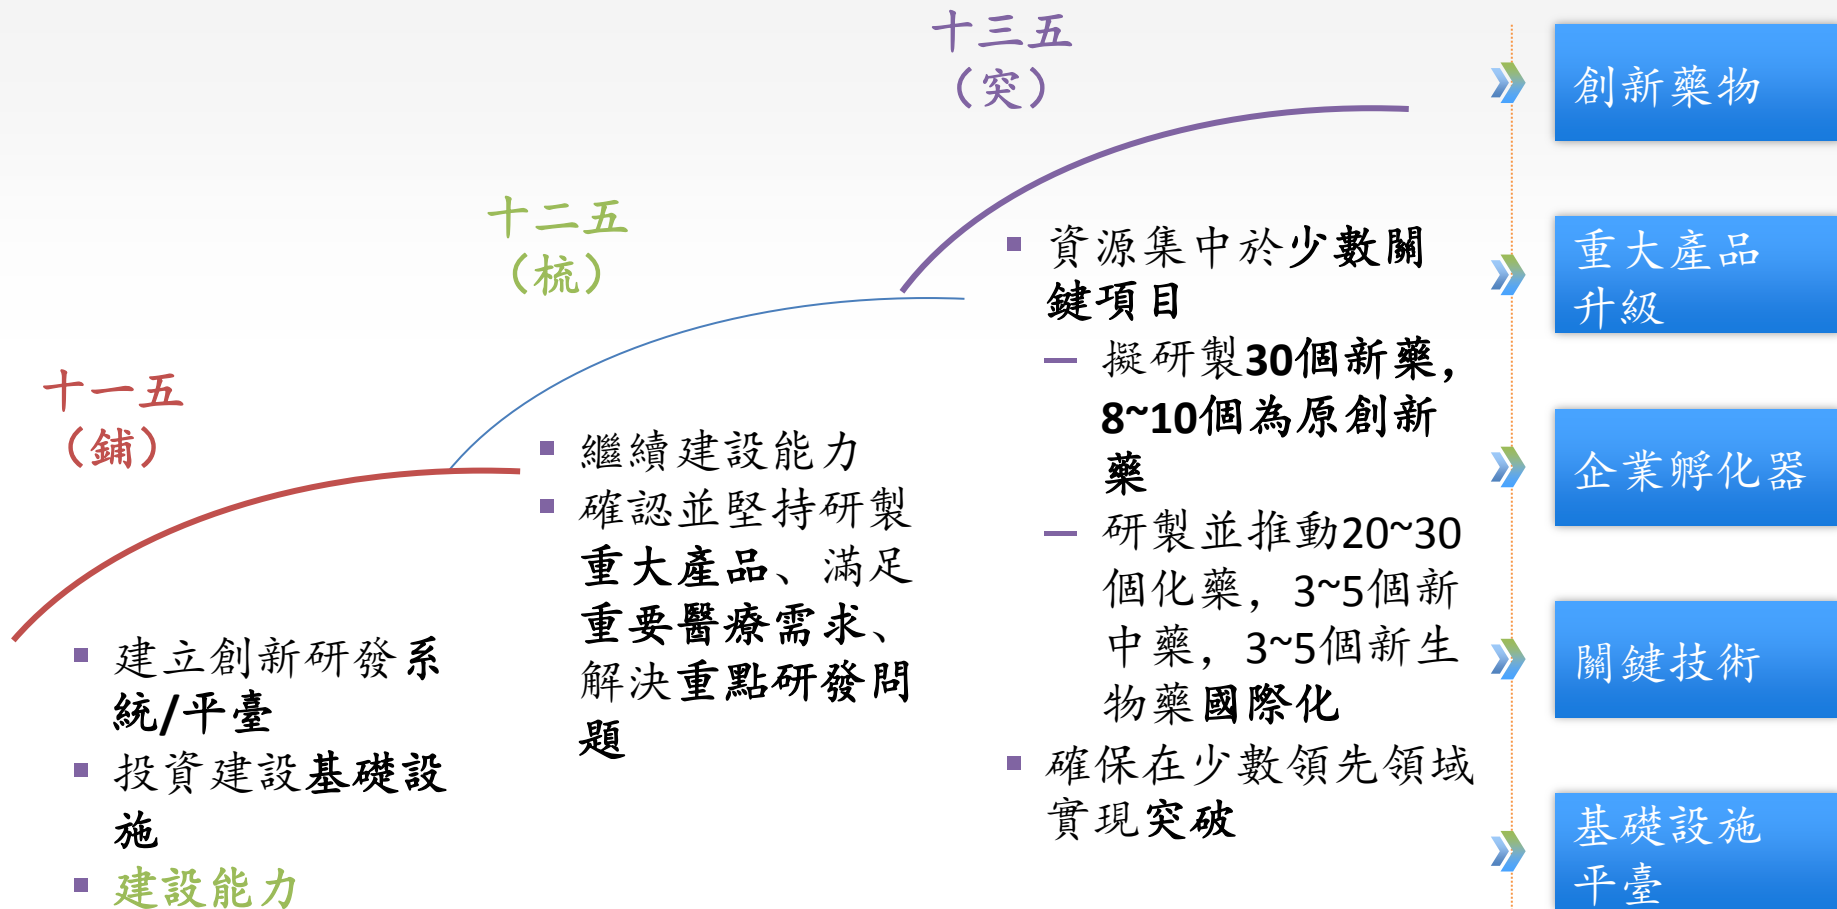 十一五
（鋪）
▪ 建立創新研發系
統/平臺
▪ 投資建設基礎設
施
▪ 建設能力
十二五
（梳）
▪ 繼續建設能力
▪ 確認並堅持研製
重大產品、滿足
重要醫療需求、
解決重點研發問
題
十三五
（突）
▪ 資源集中於少數關
鍵項目
— 擬研製30個新藥，
8~10個為原創新
藥
— 研製並推動20~30
個化藥，3~5個新
中藥，3~5個新生
物藥國際化
▪ 確保在少數領先領域
實現突破
創新藥物
重大產品
升級
企業孵化器
關鍵技術
基礎設施
平臺